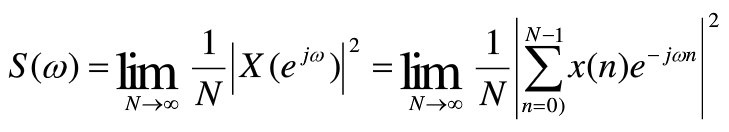 S(ω) = lim_{N→∞} 1/N |X(e^{jω})|^2 = lim_{N→∞} 1/N |∑_{n=0)}^{N−1} x(n)e^{−jωn}|^2